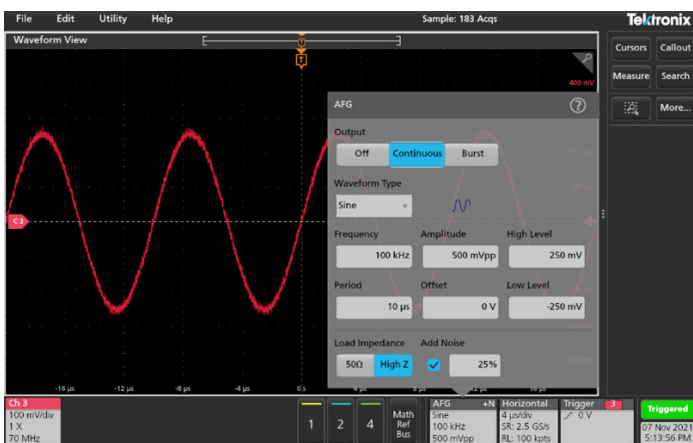 File Edit Utility Help Sample: 183 Acqs Tektronix
Waveform View
Cursors Callout
Measure Search
More...
400 mV
AFG
Output
Off Continuous Burst
Waveform Type
Sine
Frequency Amplitude High Level
100 kHz 500 mVpp 250 mV
Period Offset Low Level
10 µs 0 V -250 mV
Load Impedance Add Noise
50Ω High Z 25%
C 3
-16 µs -12 µs -8 µs -4 µs 0 s
Ch 3
100 mV/div
1 X
70 MHz
1 2 4
Math
Ref
Bus
AFG +N
Sine
100 kHz
500 mVpp
Horizontal
4 µs/div
SR: 2.5 GS/s
RL: 100 kpts
Trigger 3
0 V
Triggered
07 Nov 2021